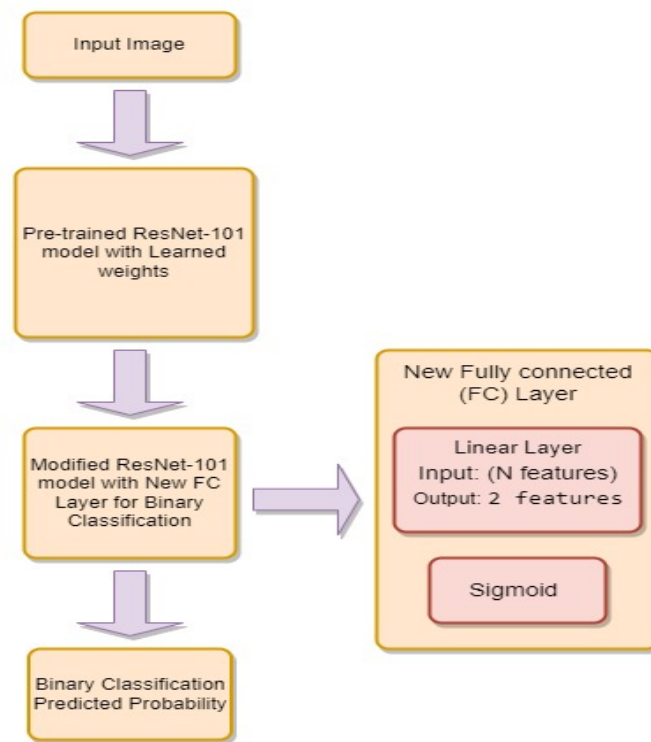 Input Image
Pre-trained ResNet-101
model with Learned
weights
Modified ResNet-101
model with New FC
Layer for Binary
Classification
Binary Classification
Predicted Probability
New Fully connected
(FC) Layer
Linear Layer
Input: (N features)
Output: 2 features
Sigmoid